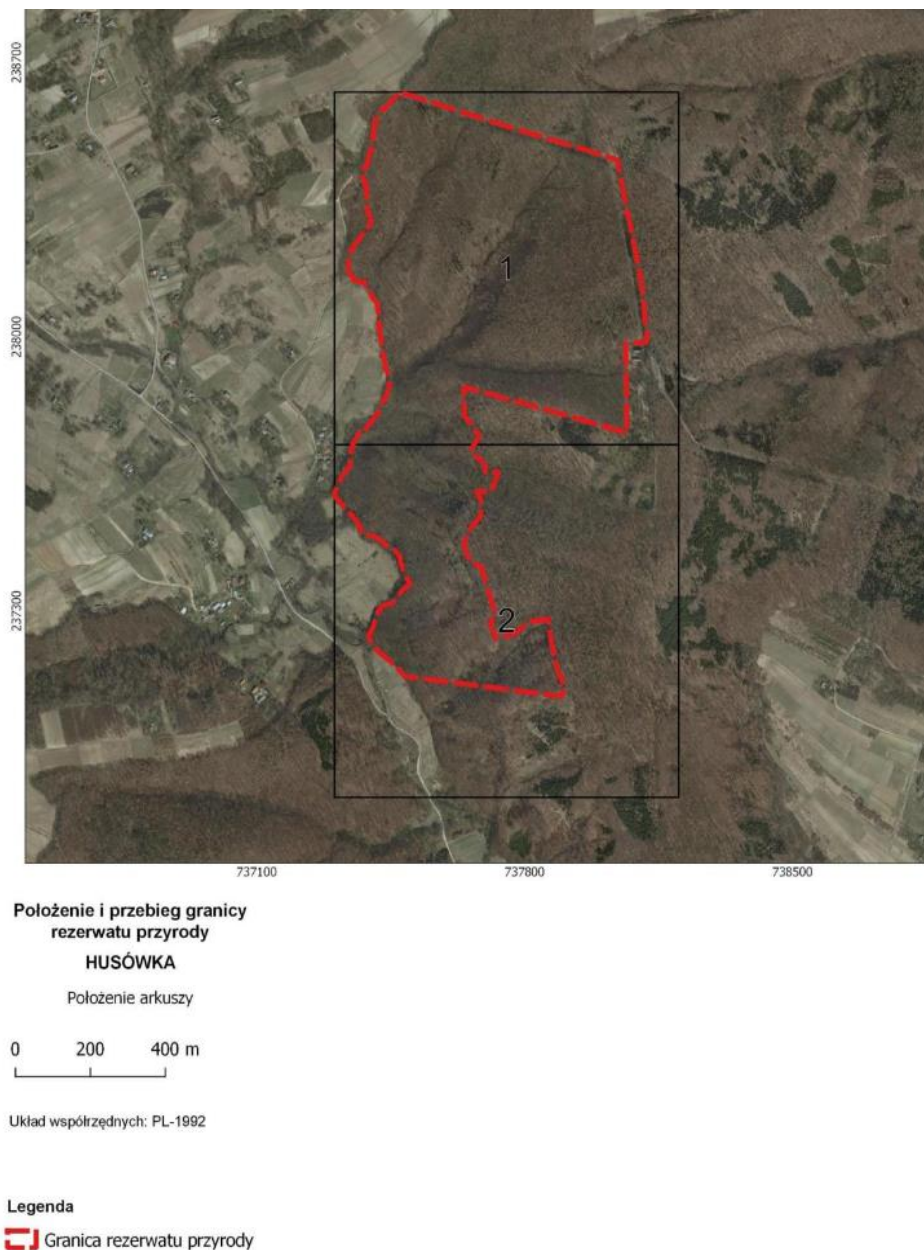 238700
1
238000
2
237300
737100 737800 738500
Położenie i przebieg granicy
rezerwatu przyrody
HUSÓWKA
Położenie arkuszy
0 200 400 m
Układ współrzędnych: PL-1992
Legenda
Granica rezerwatu przyrody